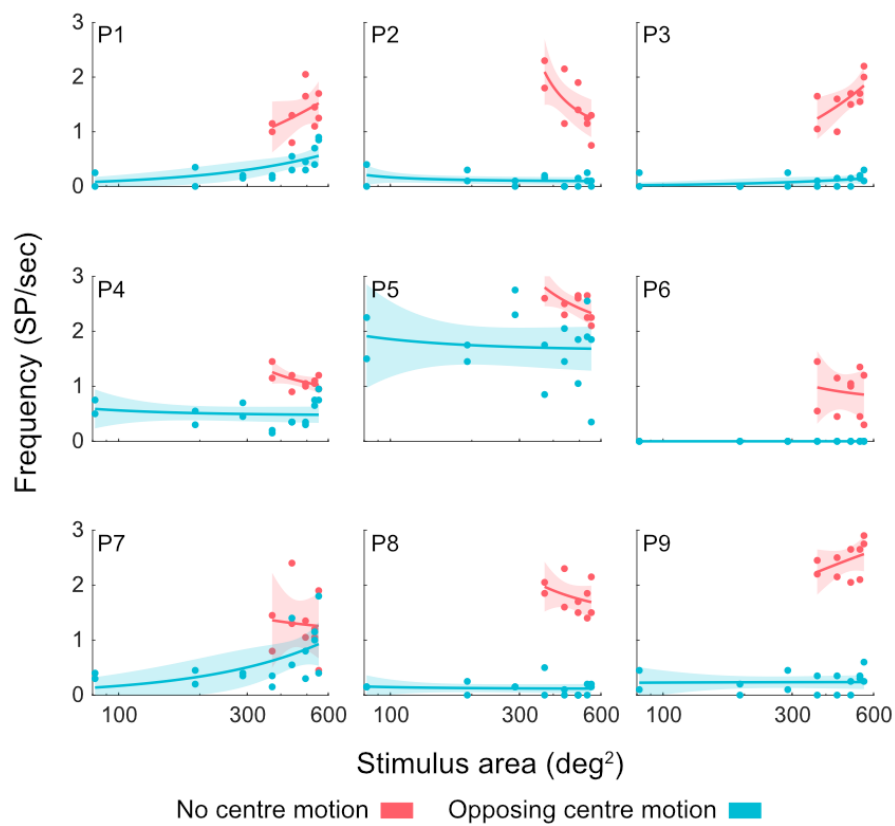 P1 P2 P3
3
2
1
0
P4 P5 P6
3
2
1
0
P7 P8 P9
3
2
1
0
100 300 600 100 300 600 100 300 600
Frequency (SP/sec)
Stimulus area (deg²)
No centre motion Opposing centre motion